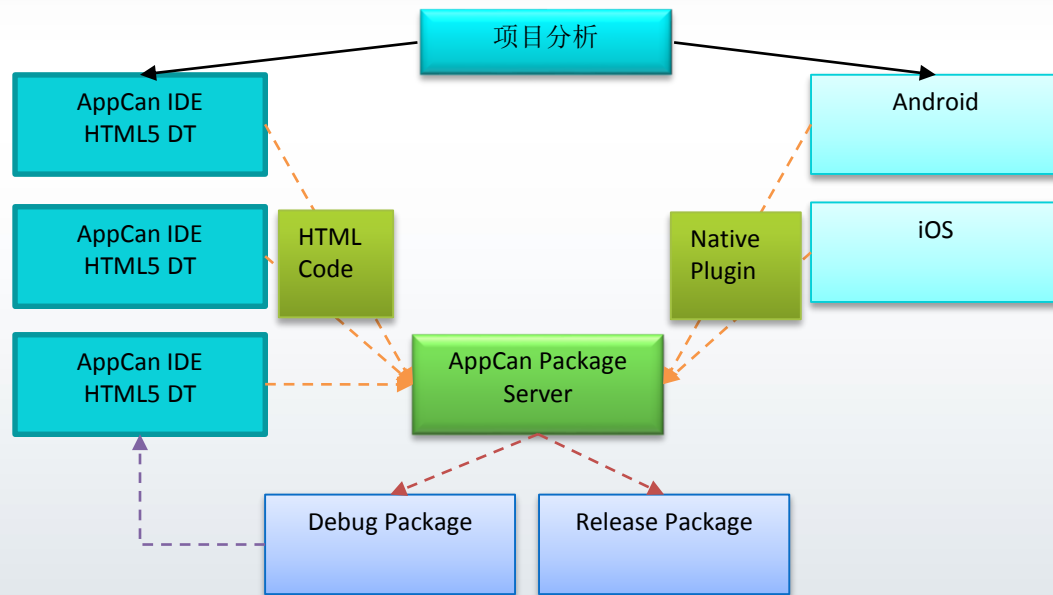 项目分析
AppCan IDE
HTML5 DT
Android
AppCan IDE
HTML5 DT
HTML
Code
Native
Plugin
iOS
AppCan IDE
HTML5 DT
AppCan Package
Server
Debug Package
Release Package